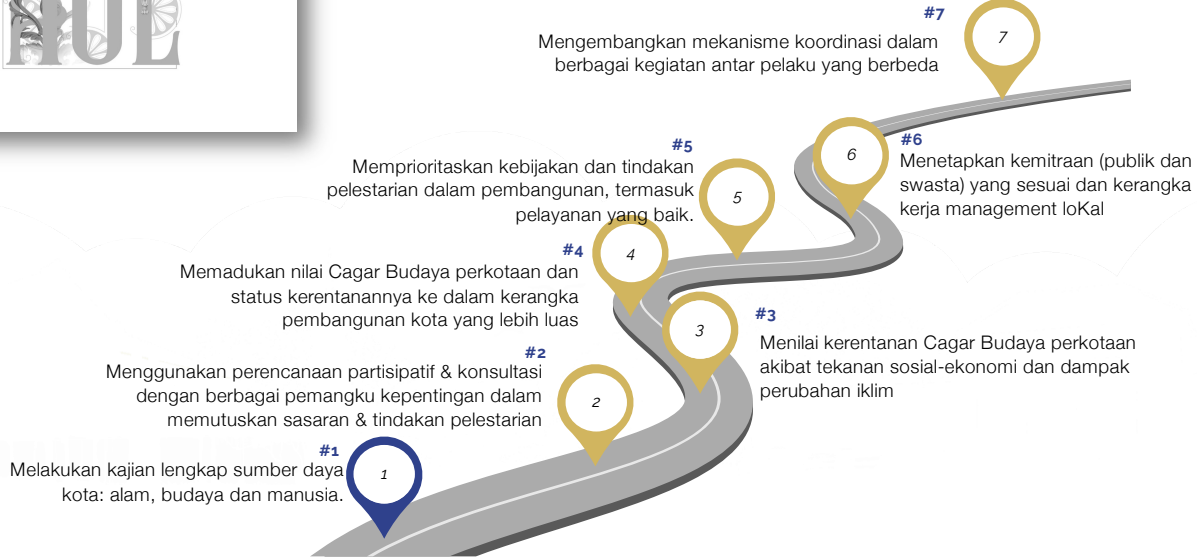 HUL
#7
Mengembangkan mekanisme koordinasi dalam
berbagai kegiatan antar pelaku yang berbeda
7
#6
Menetapkan kemitraan (publik dan
swasta) yang sesuai dan kerangka
kerja management loKal
6
#5
Memprioritaskan kebijakan dan tindakan
pelestarian dalam pembangunan, termasuk
pelayanan yang baik.
5
#4
Memadukan nilai Cagar Budaya perkotaan dan
status kerentanannya ke dalam kerangka
pembangunan kota yang lebih luas
4
#3
Menilai kerentanan Cagar Budaya perkotaan
akibat tekanan sosial-ekonomi dan dampak
perubahan iklim
3
#2
Menggunakan perencanaan partisipatif & konsultasi
dengan berbagai pemangku kepentingan dalam
memutuskan sasaran & tindakan pelestarian
2
#1
Melakukan kajian lengkap sumber daya
kota: alam, budaya dan manusia.
1